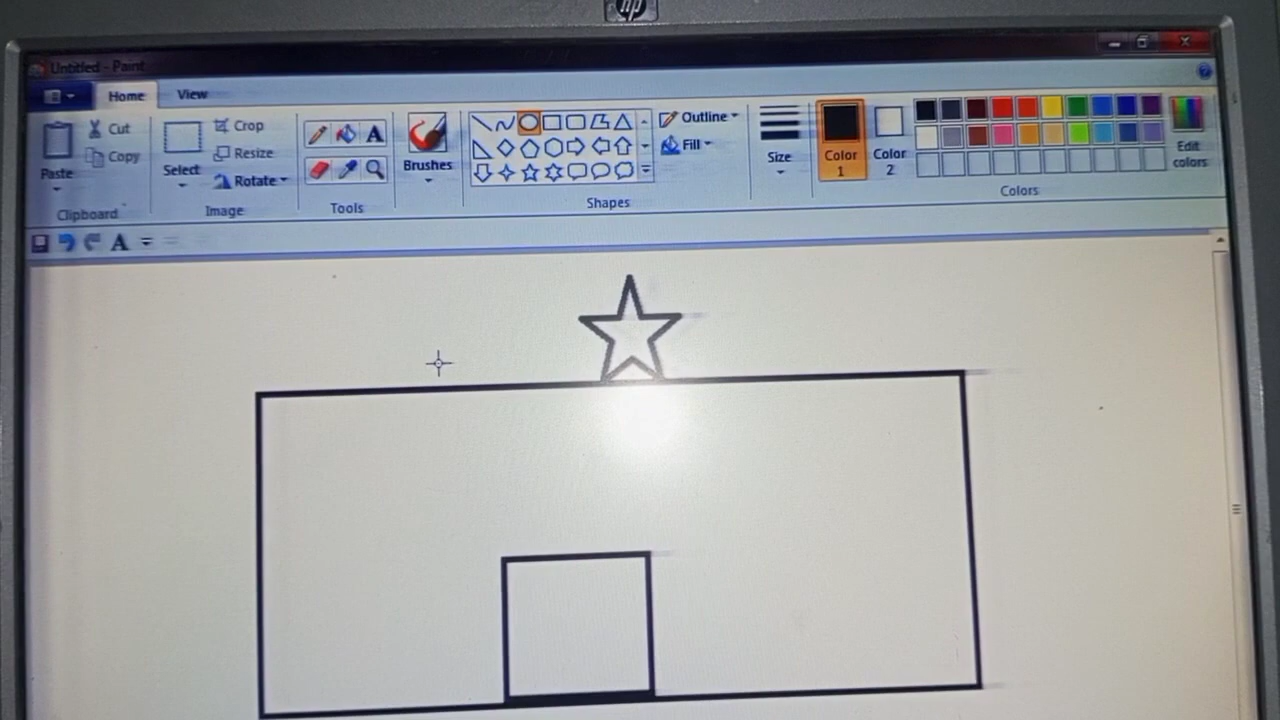 hp
Untitled - Paint
Home View
Cut
Copy
Paste
Clipboard
Select
Crop
Resize
Rotate
Image
A
Tools
Brushes
Outline
Fill
Shapes
Size
Color 1
Color 2
Edit colors
Colors
A